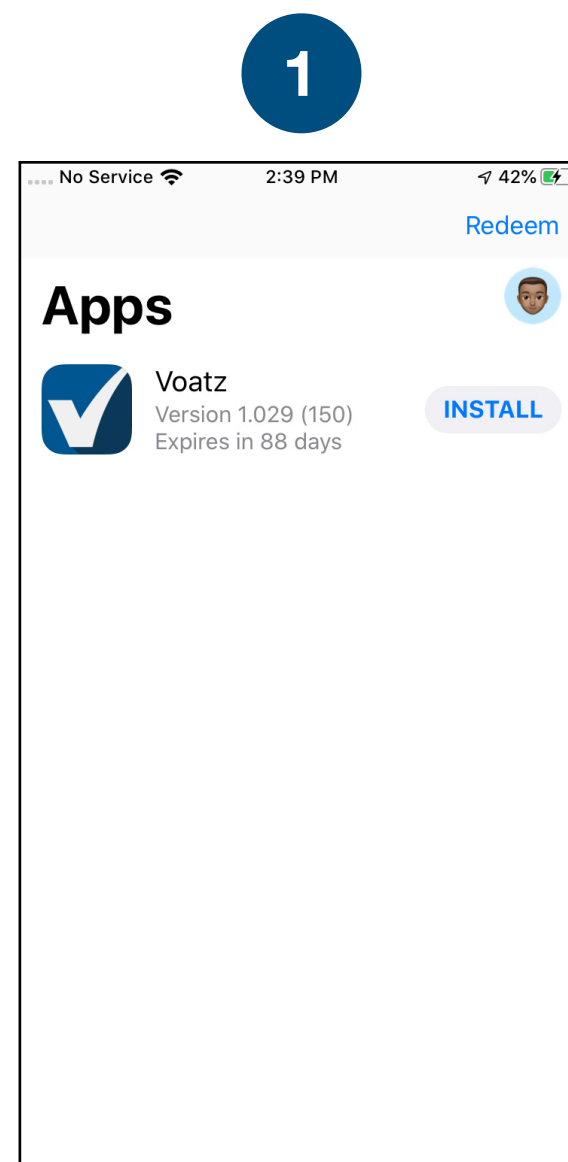 1
No Service 2:39 PM 42%
Redeem
Apps
Voatz
Version 1.029 (150)
Expires in 88 days
INSTALL